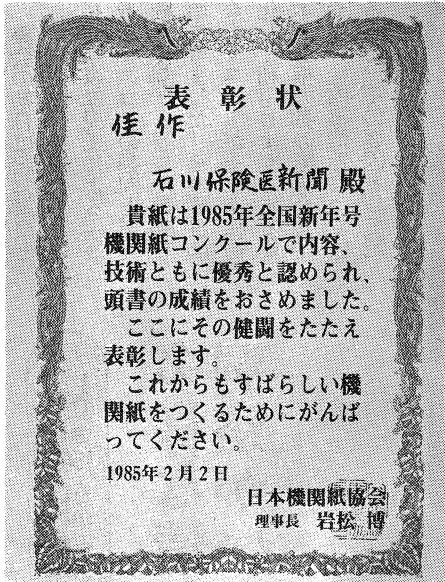 表彰状
佳作
石川保険医新聞 殿
貴紙は1985年全国新年号
機関紙コンクールで内容、
技術ともに優秀と認められ、
頭書の成績をおさめました。
ここにその健闘をたたえ
表彰します。
これからもすばらしい機
関紙をつくるためにがんば
ってください。
1985年2月2日
日本機関紙協会
理事長 岩松 博